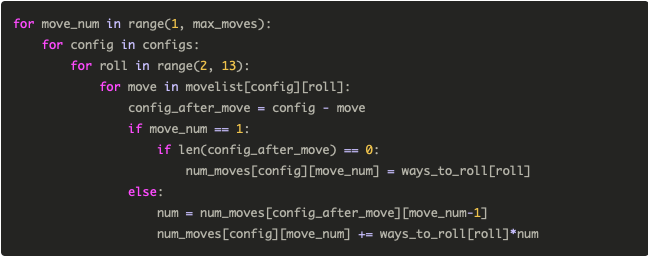 for move_num in range(1, max_moves):
    for config in configs:
        for roll in range(2, 13):
            for move in movelist[config][roll]:
                config_after_move = config - move
                if move_num == 1:
                    if len(config_after_move) == 0:
                        num_moves[config][move_num] = ways_to_roll[roll]
                else:
                    num = num_moves[config_after_move][move_num-1]
                    num_moves[config][move_num] += ways_to_roll[roll]*num